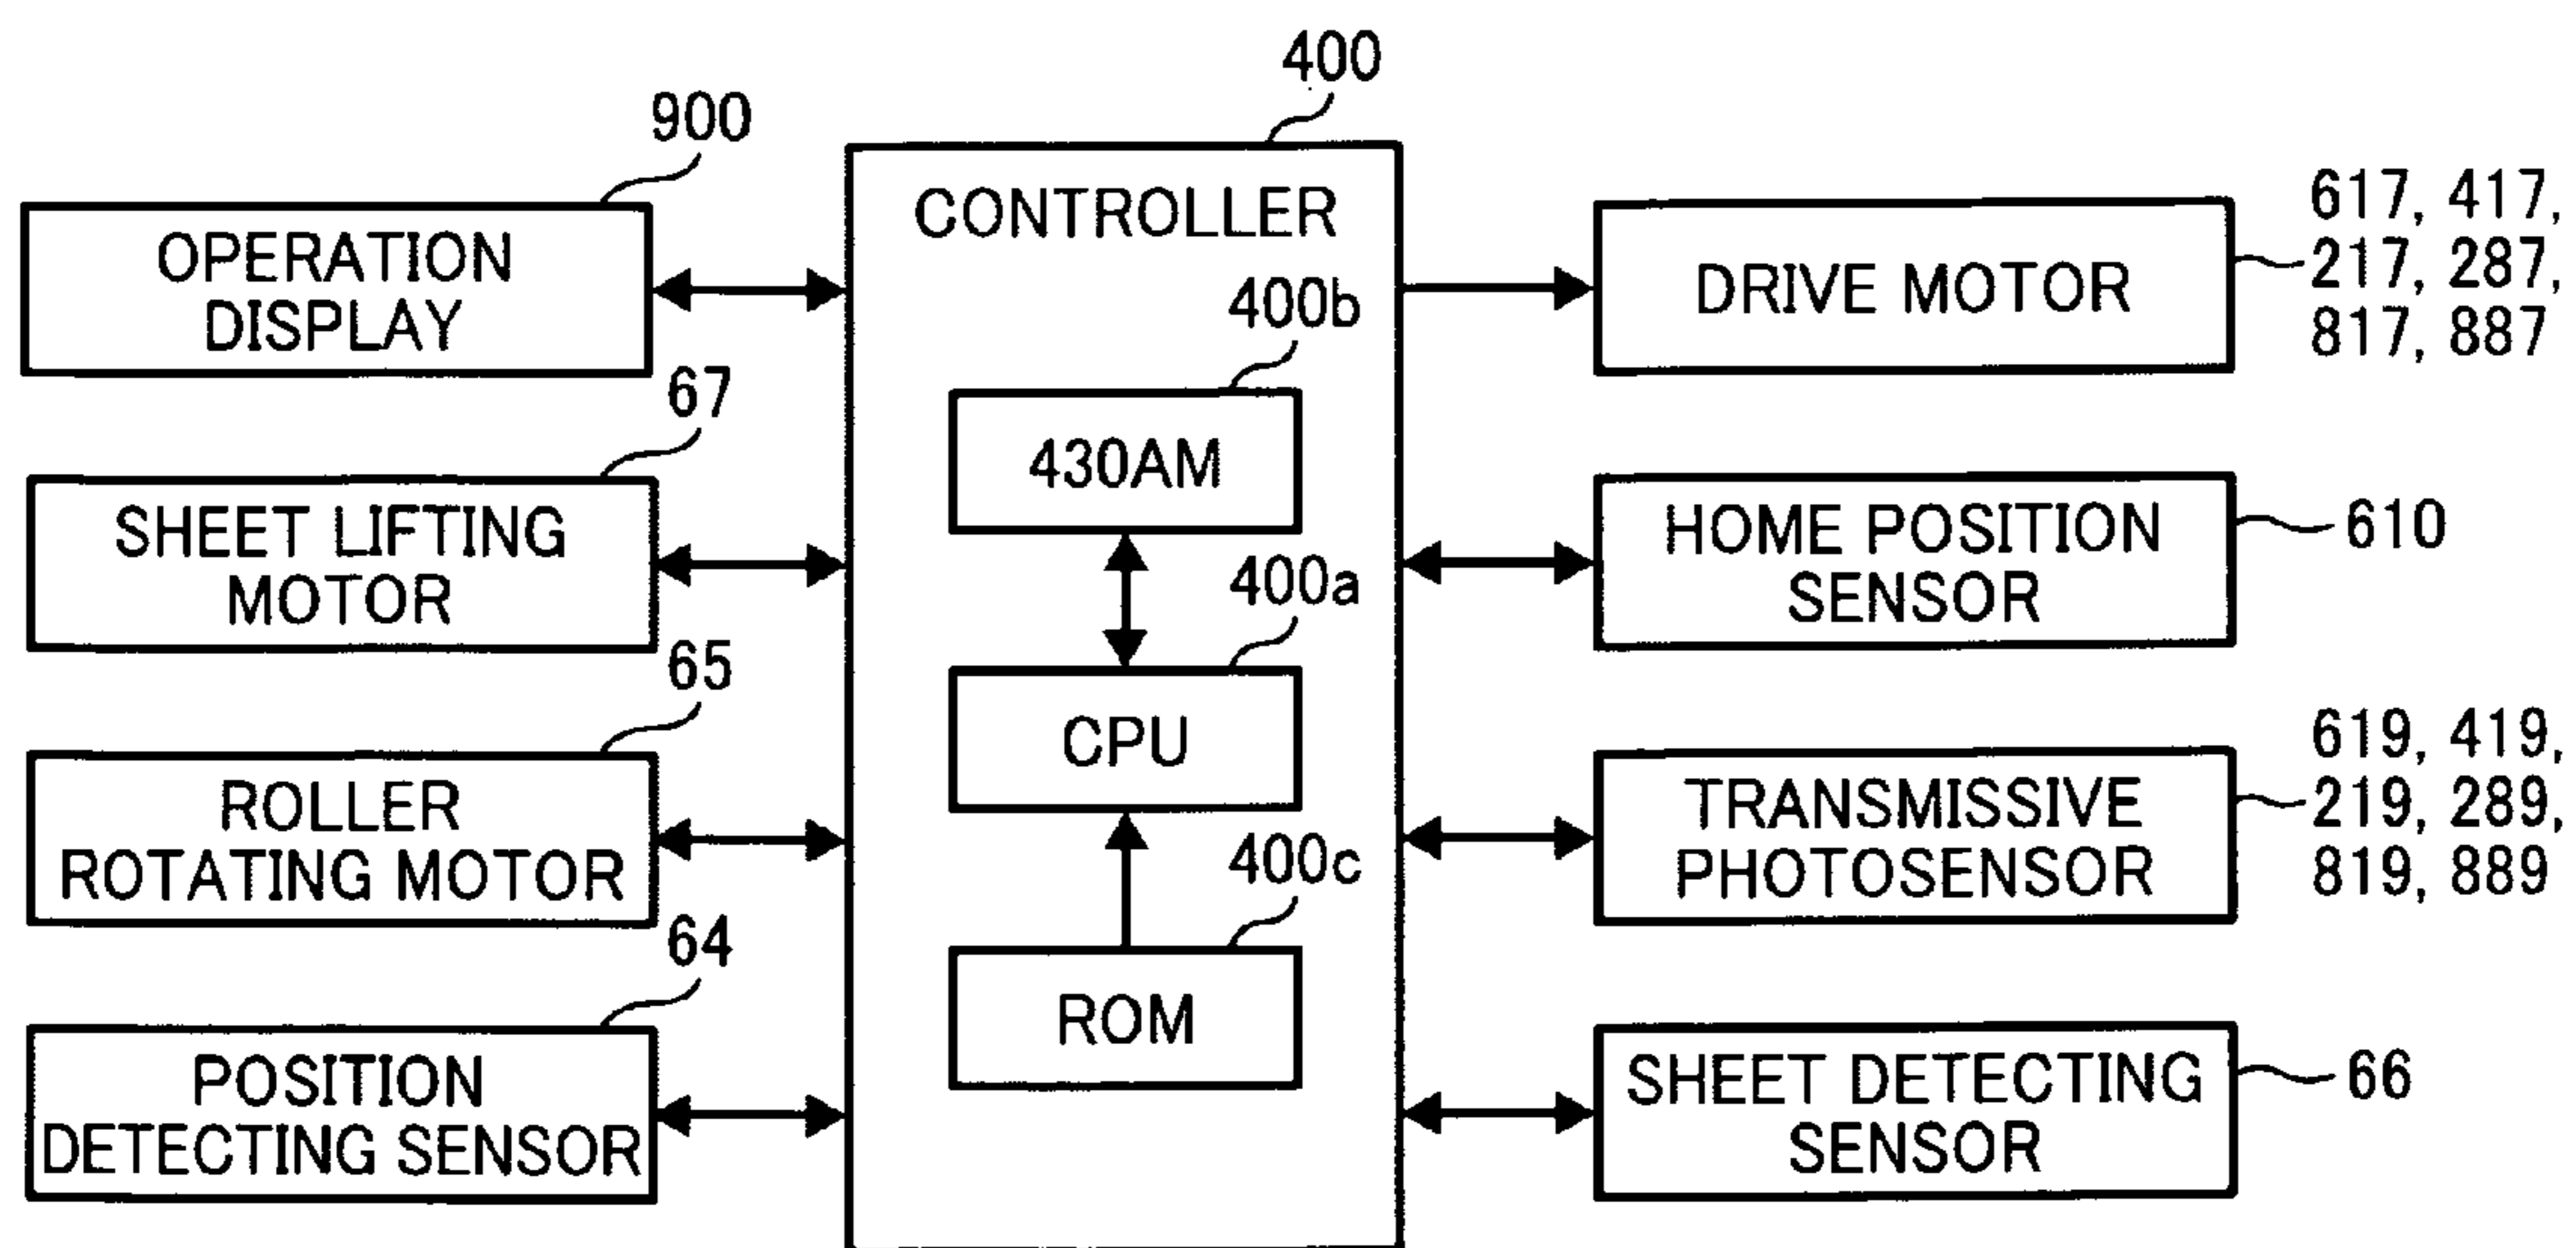 400
900
CONTROLLER
OPERATION
DISPLAY
617, 417,
217, 287,
817, 887
DRIVE MOTOR
400b
430AM
67
SHEET LIFTING
MOTOR
HOME POSITION
SENSOR
610
400a
CPU
65
ROLLER
ROTATING MOTOR
TRANSMISSIVE
PHOTOSENSOR
619, 419,
219, 289,
819, 889
400c
ROM
64
POSITION
DETECTING SENSOR
SHEET DETECTING
SENSOR
66